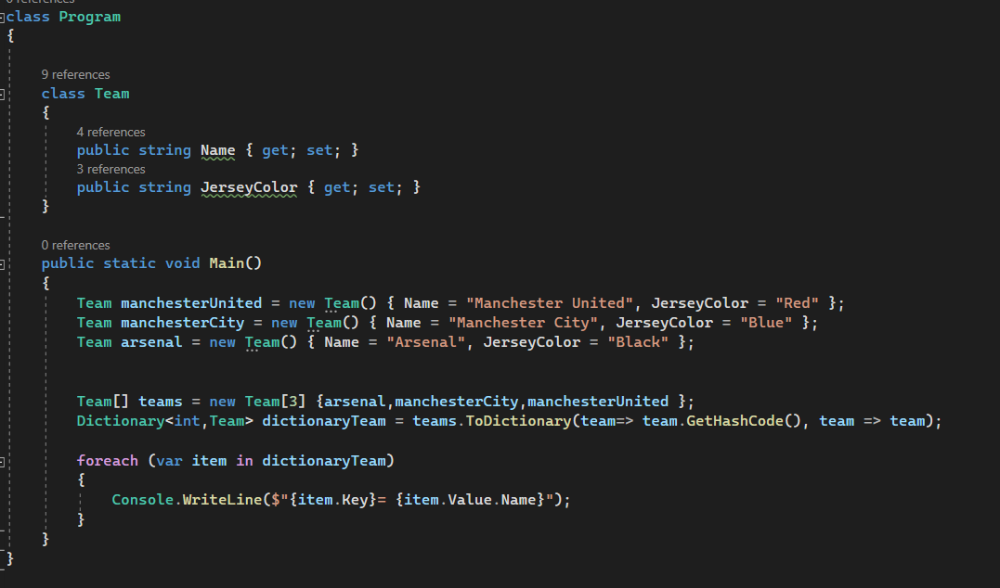 0 references
class Program
{
9 references
class Team
{
4 references
public string Name { get; set; }
3 references
public string JerseyColor { get; set; }
}
0 references
public static void Main()
{
Team manchesterUnited = new Team() { Name = "Manchester United", JerseyColor = "Red" };
Team manchesterCity = new Team() { Name = "Manchester City", JerseyColor = "Blue" };
Team arsenal = new Team() { Name = "Arsenal", JerseyColor = "Black" };
Team[] teams = new Team[3] {arsenal,manchesterCity,manchesterUnited };
Dictionary<int,Team> dictionaryTeam = teams.ToDictionary(team=> team.GetHashCode(), team => team);
foreach (var item in dictionaryTeam)
{
Console.WriteLine($"{item.Key}= {item.Value.Name}");
}
}
}